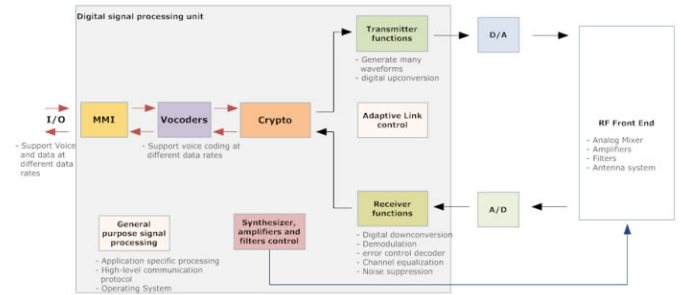 Digital signal processing unit
Transmitter
functions
D/A
- Generate many
waveforms
- digital upconversion
I/O
MMI
Vocoders
Crypto
Adaptive Link
control
RF Front End
- Analog Mixer
- Amplifiers
- Filters
- Antenna system
- Support Voice
and data at
different data
rates
- Support voice coding at
different data rates
Receiver
functions
A/D
General
purpose signal
processing
Synthesizer,
amplifiers and
filters control
- Digital downconversion
- Demodulation
- error control decoder
- Channel equalization
- Noise suppression
- Application specific processing
- High-level communication
protocol
- Operating System